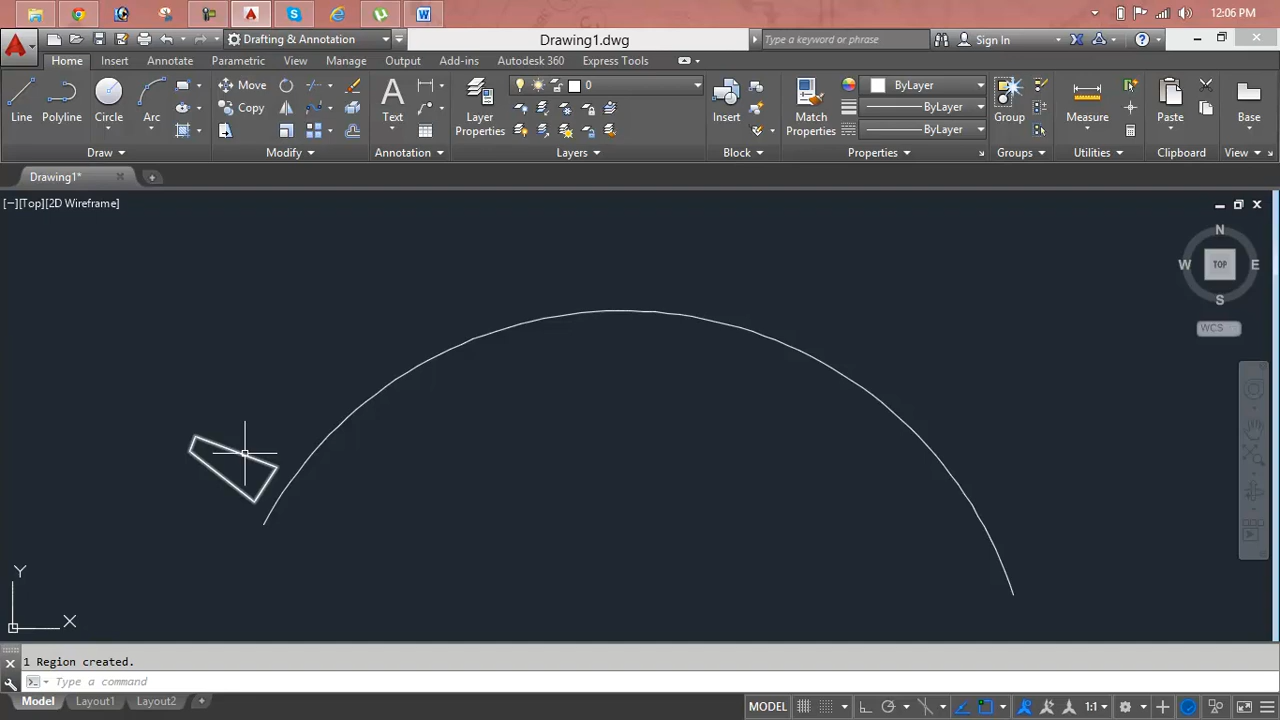 12:06 PM
Drafting & Annotation
Drawing1.dwg
Type a keyword or phrase
Sign In
Home Insert Annotate Parametric View Manage Output Add-ins Autodesk 360 Express Tools
Line
Polyline
Circle
Arc
Draw
Move
Copy
Modify
Text
Annotation
Layer
Properties
0
Layers
Insert
Block
Match
Properties
ByLayer
ByLayer
ByLayer
Properties
Group
Groups
Measure
Utilities
Paste
Clipboard
Base
View
Drawing1*
[−][Top][2D Wireframe]
N
W
TOP
E
S
WCS
Y
X
1 Region created.
Type a command
Model Layout1 Layout2
MODEL
1:1